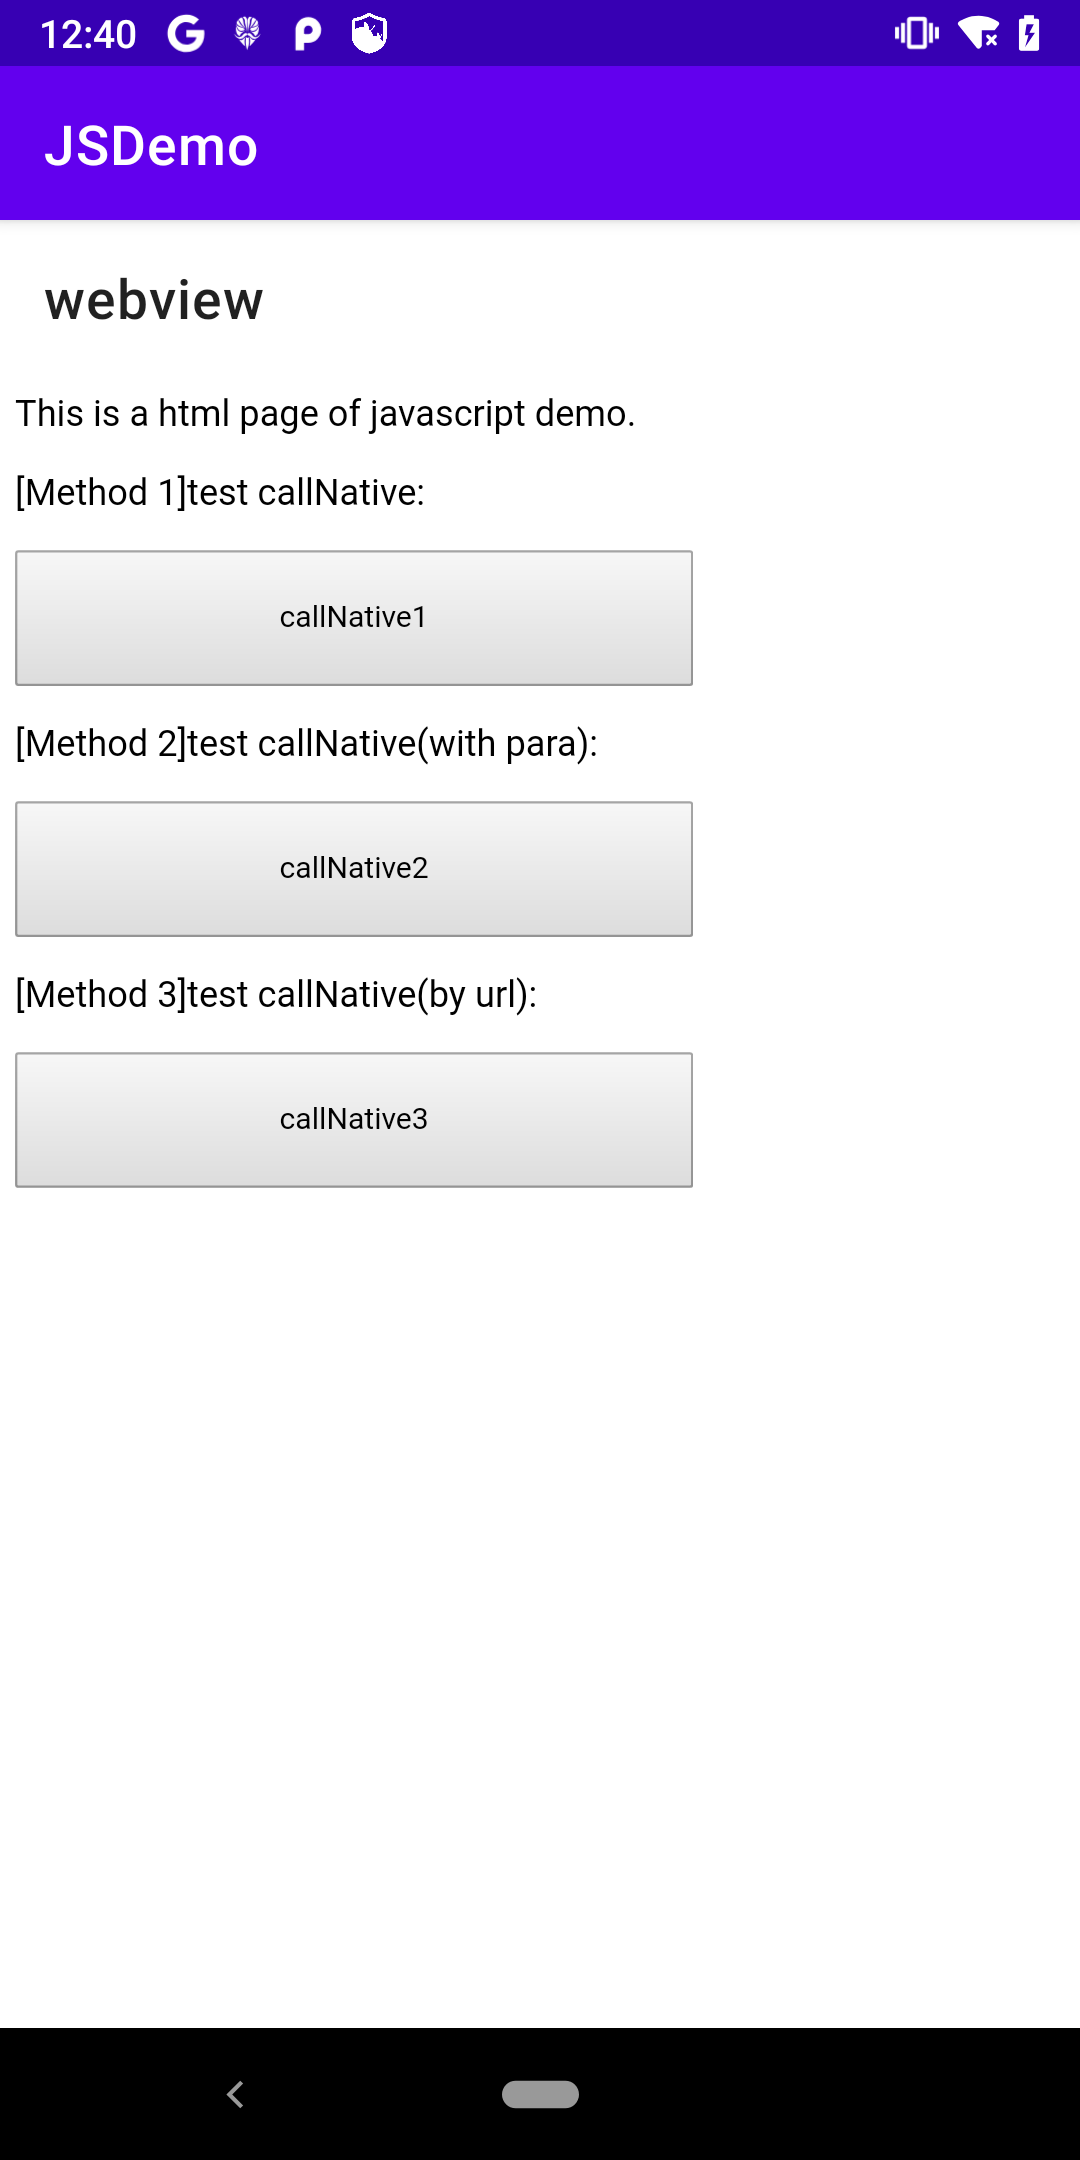 12:40
JSDemo
webview
This is a html page of javascript demo.
[Method 1]test callNative:
callNative1
[Method 2]test callNative(with para):
callNative2
[Method 3]test callNative(by url):
callNative3